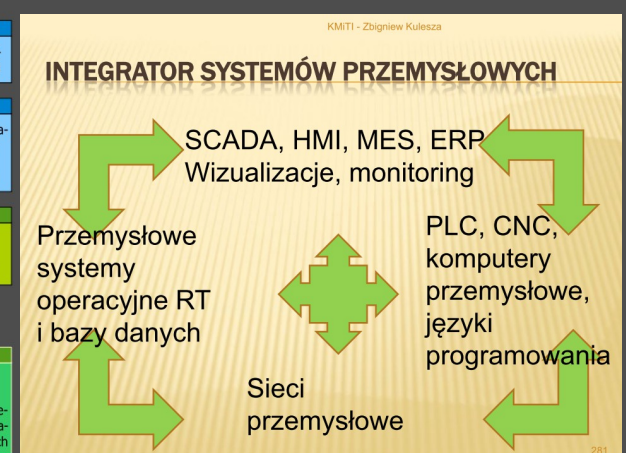 KMiTI - Zbigniew Kulesza
INTEGRATOR SYSTEMÓW PRZEMYSŁOWYCH
SCADA, HMI, MES, ERP
Wizualizacje, monitoring
Przemysłowe
systemy
operacyjne RT
i bazy danych
PLC, CNC,
komputery
przemysłowe,
języki
programowania
Sieci
przemysłowe
281